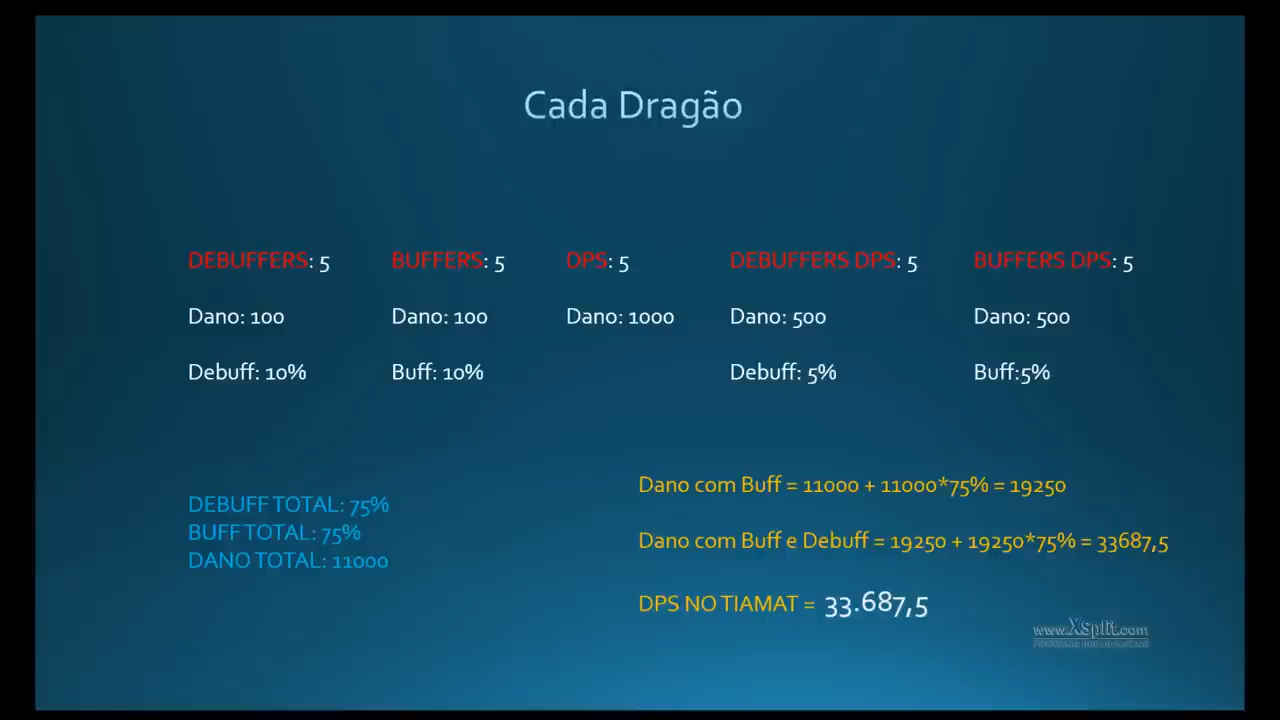 Cada Dragão
DEBUFFERS: 5
Dano: 100
Debuff: 10%
BUFFERS: 5
Dano: 100
Buff: 10%
DPS: 5
Dano: 1000
DEBUFFERS DPS: 5
Dano: 500
Debuff: 5%
BUFFERS DPS: 5
Dano: 500
Buff:5%
DEBUFF TOTAL: 75%
BUFF TOTAL: 75%
DANO TOTAL: 11000
Dano com Buff = 11000 + 11000*75% = 19250
Dano com Buff e Debuff = 19250 + 19250*75% = 33687,5
DPS NO TIAMAT = 33.687,5
www.XSplit.com